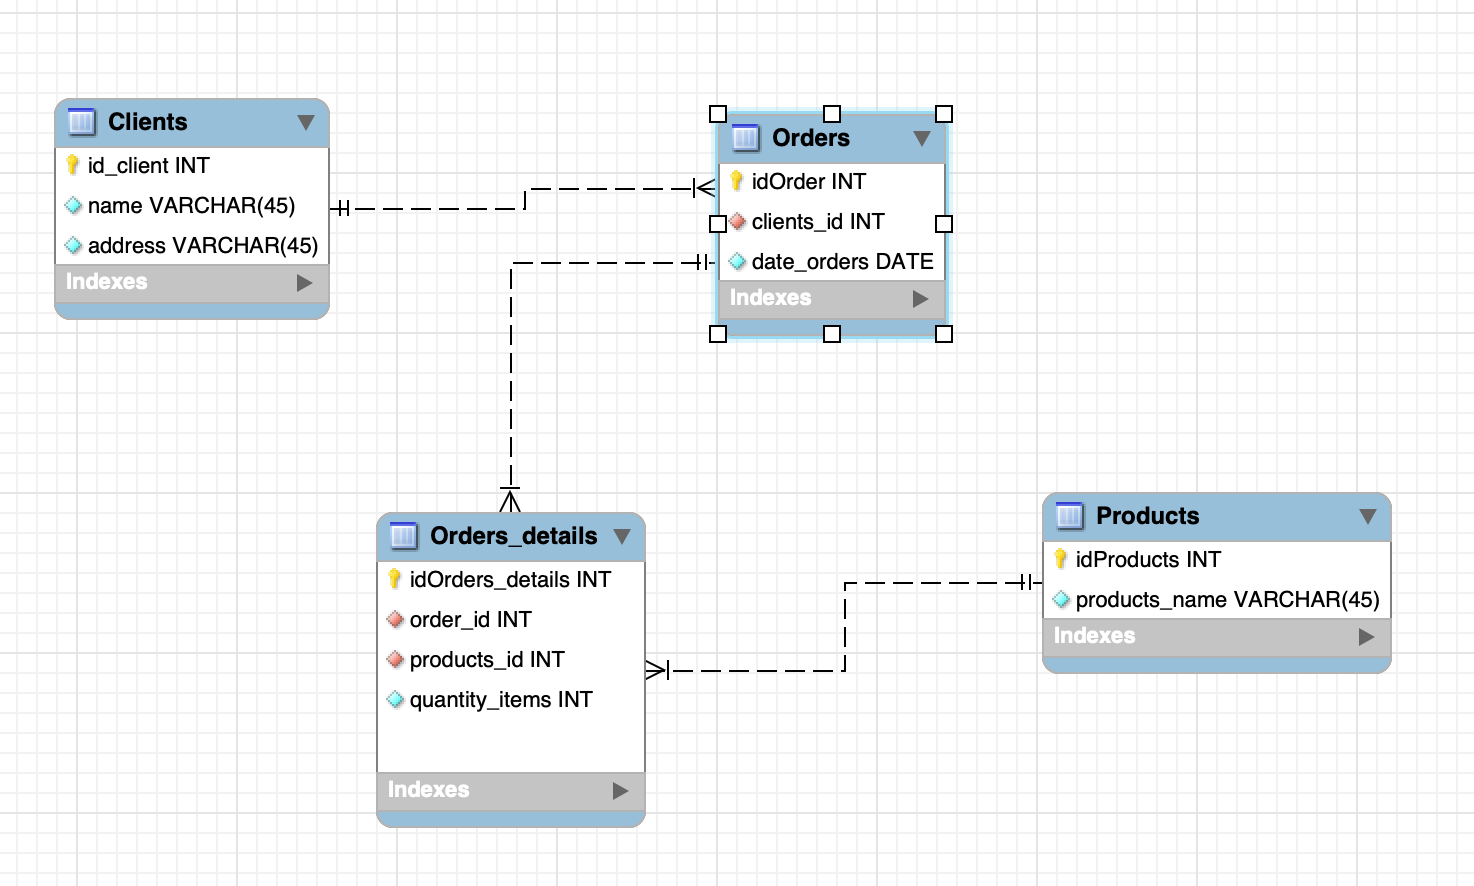 Clients
id_client INT
name VARCHAR(45)
address VARCHAR(45)
Indexes
Orders
idOrder INT
clients_id INT
date_orders DATE
Indexes
Orders_details
idOrders_details INT
order_id INT
products_id INT
quantity_items INT
Indexes
Products
idProducts INT
products_name VARCHAR(45)
Indexes